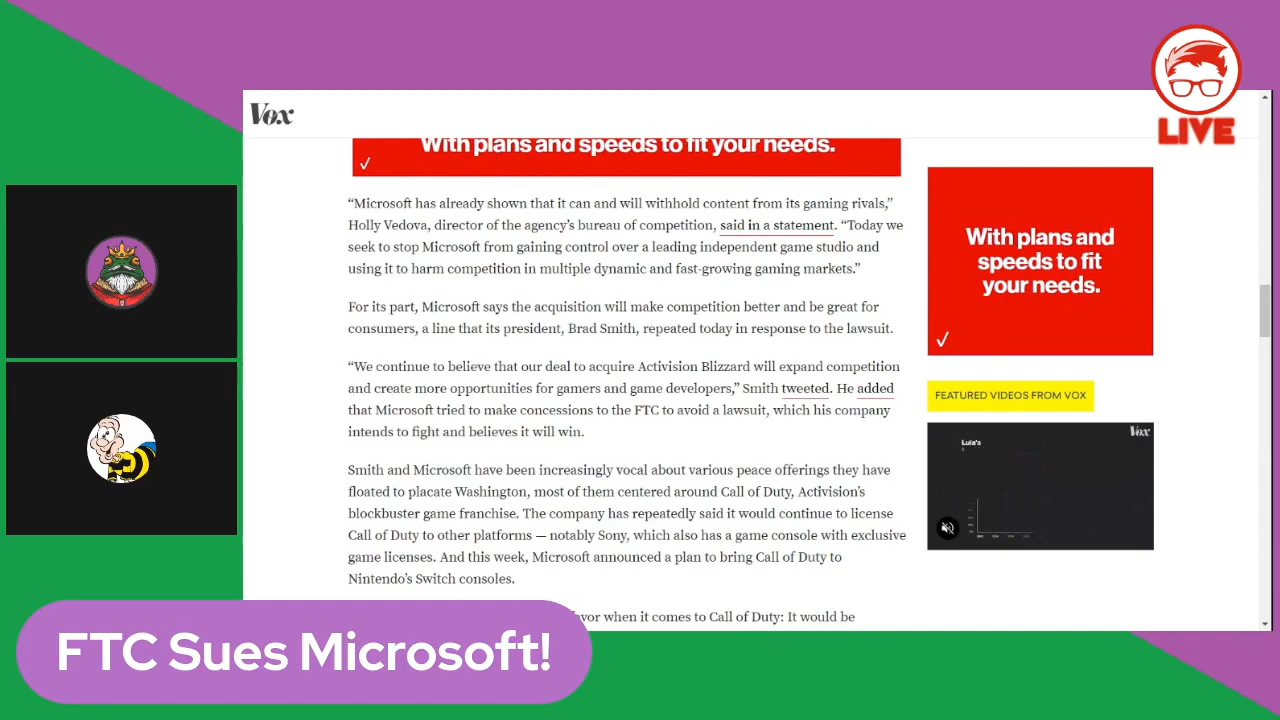 LIVE
Vox
With plans and speeds to fit your needs.
“Microsoft has already shown that it can and will withhold content from its gaming rivals,”
Holly Vedova, director of the agency’s bureau of competition, said in a statement. “Today we
seek to stop Microsoft from gaining control over a leading independent game studio and
using it to harm competition in multiple dynamic and fast-growing gaming markets.”
For its part, Microsoft says the acquisition will make competition better and be great for
consumers, a line that its president, Brad Smith, repeated today in response to the lawsuit.
“We continue to believe that our deal to acquire Activision Blizzard will expand competition
and create more opportunities for gamers and game developers,” Smith tweeted. He added
that Microsoft tried to make concessions to the FTC to avoid a lawsuit, which his company
intends to fight and believes it will win.
Smith and Microsoft have been increasingly vocal about various peace offerings they have
floated to placate Washington, most of them centered around Call of Duty, Activision’s
blockbuster game franchise. The company has repeatedly said it would continue to license
Call of Duty to other platforms — notably Sony, which also has a game console with exclusive
game licenses. And this week, Microsoft announced a plan to bring Call of Duty to
Nintendo’s Switch consoles.
when it comes to Call of Duty: It would be
With plans and
speeds to fit
your needs.
FEATURED VIDEOS FROM VOX
Vox
Lula's
FTC Sues Microsoft!